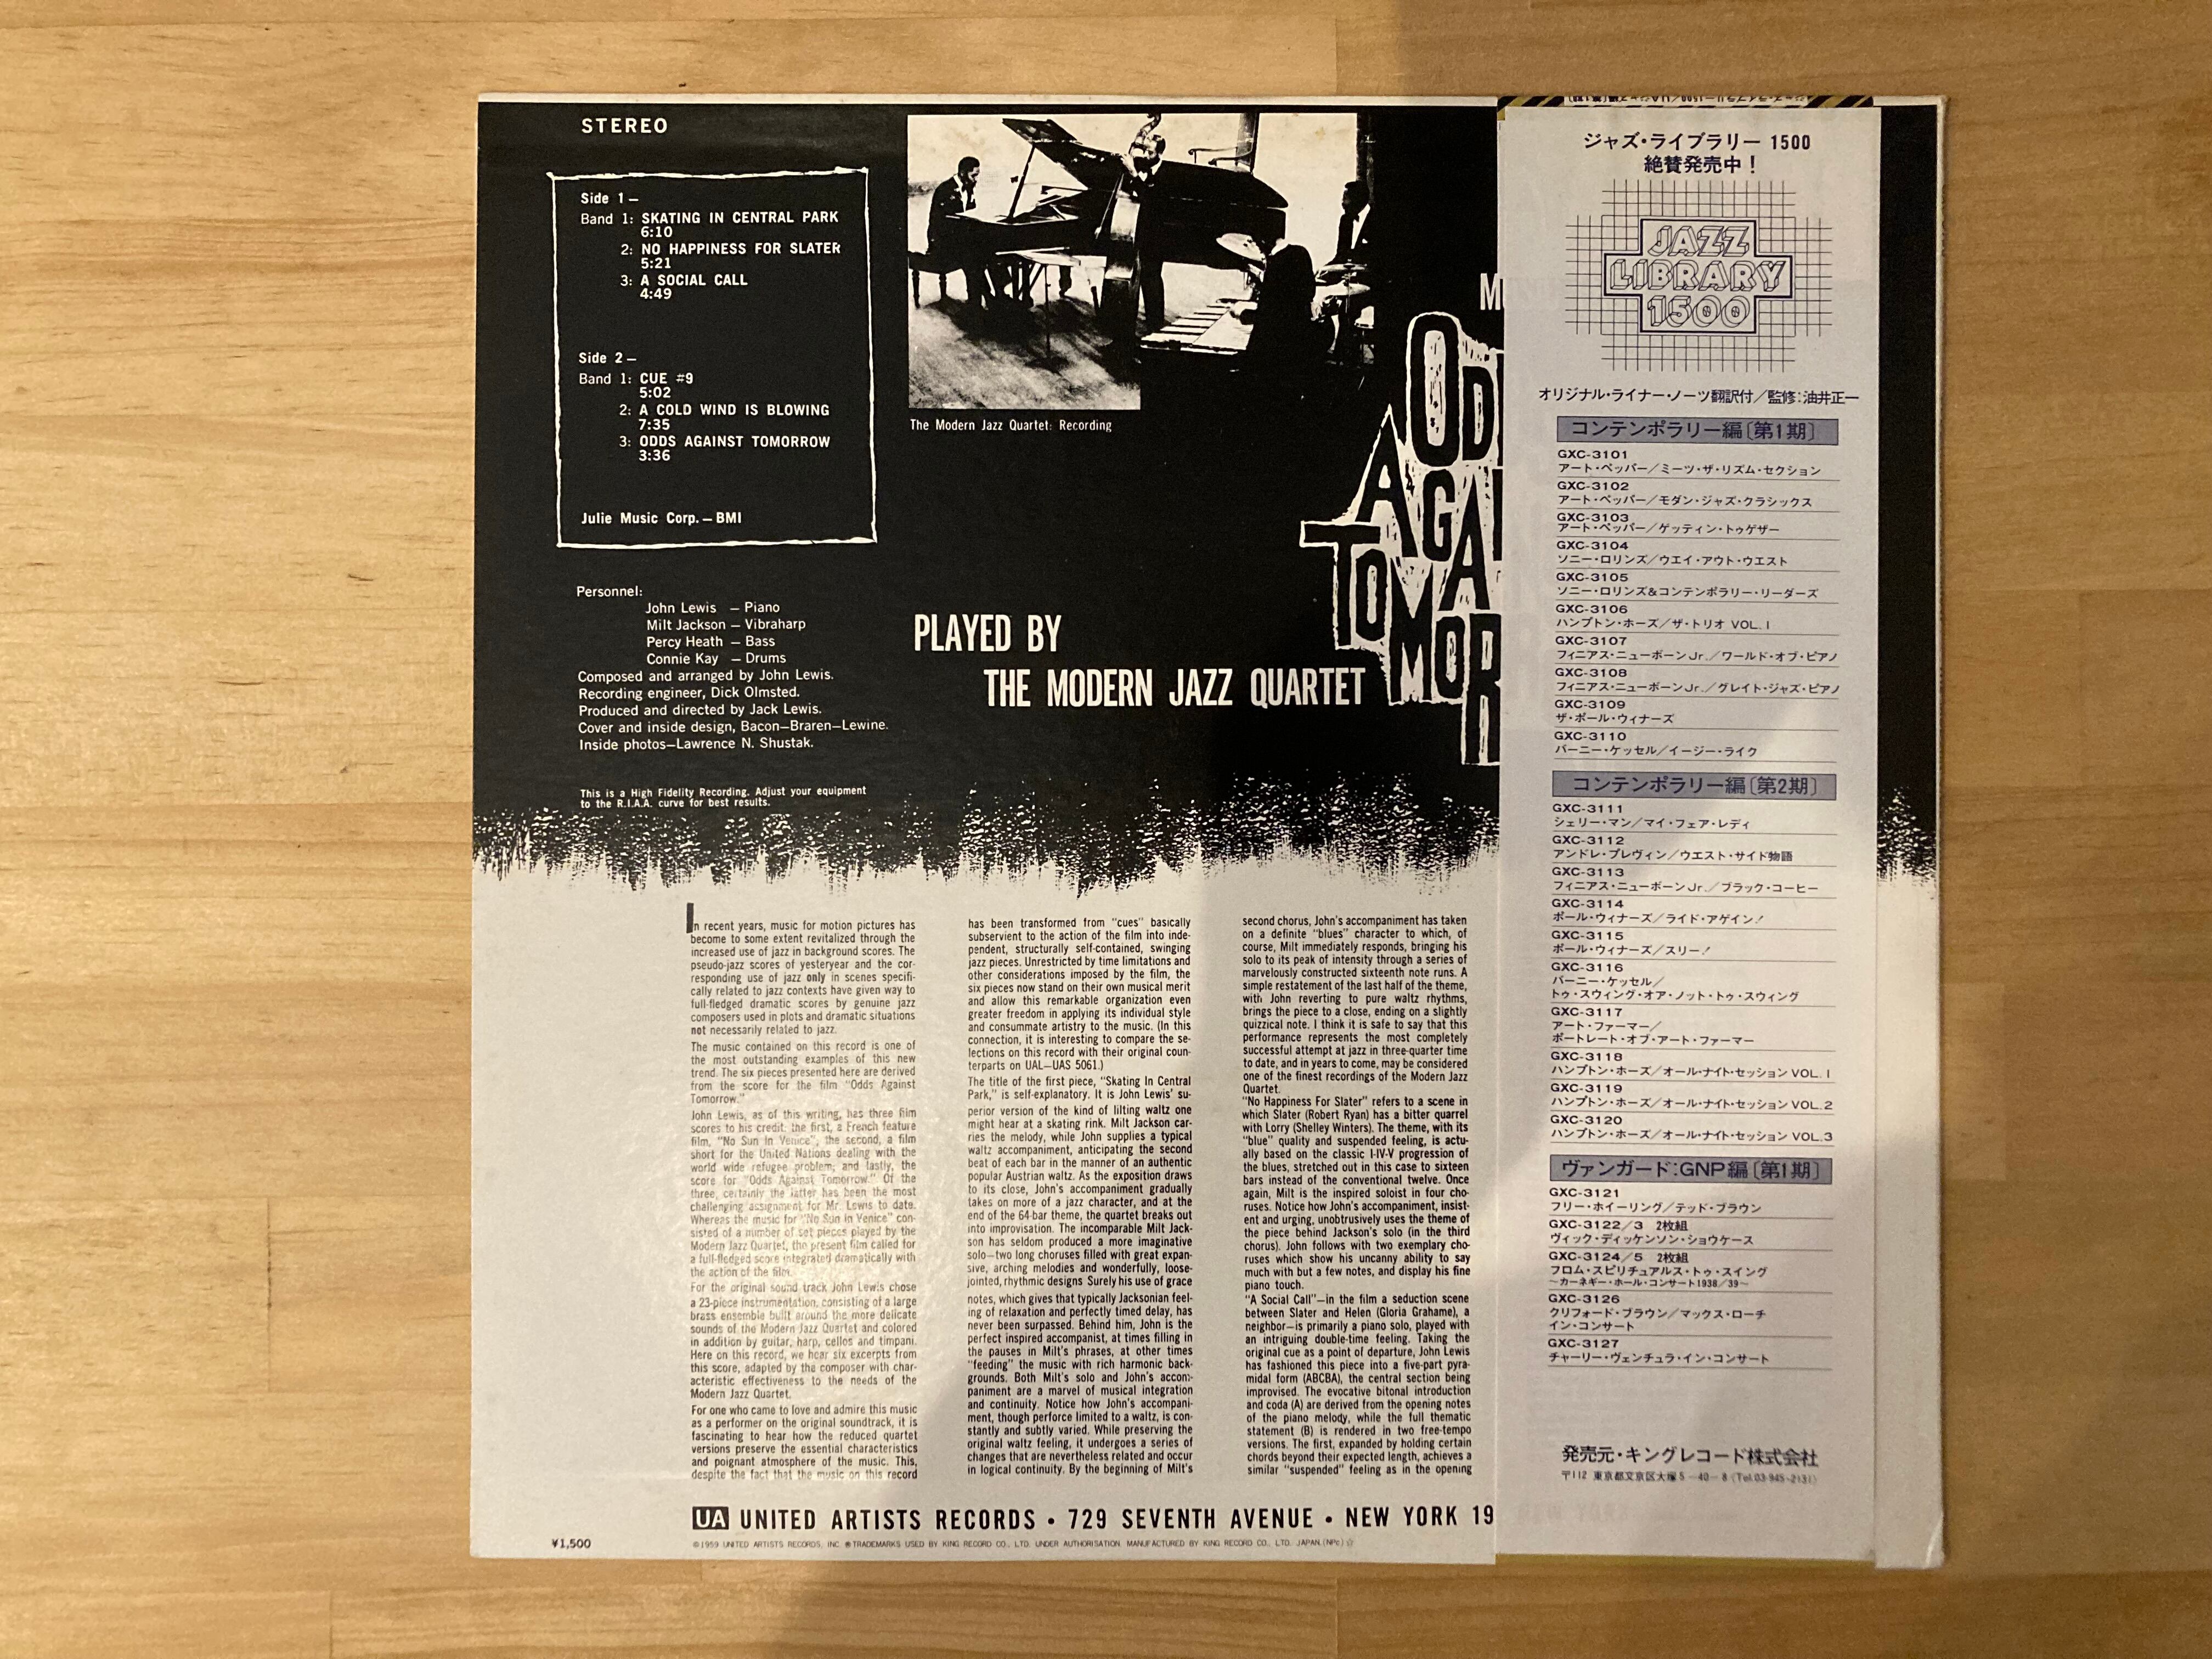 STEREO
Side 1 –
Band 1: SKATING IN CENTRAL PARK
6:10
2: NO HAPPINESS FOR SLATER
5:21
3: A SOCIAL CALL
4:49
Side 2 –
Band 1: CUE #9
5:02
2: A COLD WIND IS BLOWING
7:35
3: ODDS AGAINST TOMORROW
3:36
Julie Music Corp. – BMI
Personnel:
John Lewis – Piano
Milt Jackson – Vibraharp
Percy Heath – Bass
Connie Kay – Drums
Composed and arranged by John Lewis.
Recording engineer, Dick Olmsted.
Produced and directed by Jack Lewis.
Cover and inside design, Bacon–Braren–Lewine.
Inside photos–Lawrence N. Shustak.
This is a High Fidelity Recording. Adjust your equipment
to the R.I.A.A. curve for best results.
The Modern Jazz Quartet: Recording
M
OD
AGA
TOMOR
PLAYED BY
THE MODERN JAZZ QUARTET
In recent years, music for motion pictures has
become to some extent revitalized through the
increased use of jazz in background scores. The
pseudo-jazz scores of yesteryear and the cor-
responding use of jazz only in scenes specifi-
cally related to jazz contexts have given way to
full-fledged dramatic scores by genuine jazz
composers used in plots and dramatic situations
not necessarily related to jazz.
The music contained on this record is one of
the most outstanding examples of this new
trend. The six pieces presented here are derived
from the score for the film "Odds Against
Tomorrow."
John Lewis, as of this writing, has three film
scores to his credit: the first, a French feature
film, "No Sun In Venice", the second, a film
short for the United Nations dealing with the
world wide refugee problem; and lastly, the
score for "Odds Against Tomorrow." Of the
three, certainly the latter has been the most
challenging assignment for Mr. Lewis to date.
Whereas the music for "No Sun in Venice" con-
sisted of a number of set pieces played by the
Modern Jazz Quartet, the present film called for
a full-fledged score integrated dramatically with
the action of the film.
For the original sound track John Lewis chose
a 23-piece instrumentation, consisting of a large
brass ensemble built around the more delicate
sounds of the Modern Jazz Quartet and colored
in addition by guitar, harp, cellos and timpani.
Here on this record, we hear six excerpts from
this score, adapted by the composer with char-
acteristic effectiveness to the needs of the
Modern Jazz Quartet.
For one who came to love and admire this music
as a performer on the original soundtrack, it is
fascinating to hear how the reduced quartet
versions preserve the essential characteristics
and poignant atmosphere of the music. This,
despite the fact that the music on this record
has been transformed from "cues" basically
subservient to the action of the film into inde-
pendent, structurally self-contained, swinging
jazz pieces. Unrestricted by time limitations and
other considerations imposed by the film, the
six pieces now stand on their own musical merit
and allow this remarkable organization even
greater freedom in applying its individual style
and consummate artistry to the music. (In this
connection, it is interesting to compare the se-
lections on this record with their original coun-
terparts on UAL–UAS 5061.)
The title of the first piece, "Skating In Central
Park," is self-explanatory. It is John Lewis' su-
perior version of the kind of lilting waltz one
might hear at a skating rink. Milt Jackson car-
ries the melody, while John supplies a typical
waltz accompaniment, anticipating the second
beat of each bar in the manner of an authentic
popular Austrian waltz. As the exposition draws
to its close, John's accompaniment gradually
takes on more of a jazz character, and at the
end of the 64-bar theme, the quartet breaks out
into improvisation. The incomparable Milt Jack-
son has seldom produced a more imaginative
solo–two long choruses filled with great expan-
sive, arching melodies and wonderfully, loose-
jointed, rhythmic designs Surely his use of grace
notes, which gives that typically Jacksonian feel-
ing of relaxation and perfectly timed delay, has
never been surpassed. Behind him, John is the
perfect inspired accompanist, at times filling in
the pauses in Milt's phrases, at other times
"feeding" the music with rich harmonic back-
grounds. Both Milt's solo and John's accom-
paniment are a marvel of musical integration
and continuity. Notice how John's accompani-
ment, though perforce limited to a waltz, is con-
stantly and subtly varied. While preserving the
original waltz feeling, it undergoes a series of
changes that are nevertheless related and occur
in logical continuity. By the beginning of Milt's
second chorus, John's accompaniment has taken
on a definite "blues" character to which, of
course, Milt immediately responds, bringing his
solo to its peak of intensity through a series of
marvelously constructed sixteenth note runs. A
simple restatement of the last half of the theme,
with John reverting to pure waltz rhythms,
brings the piece to a close, ending on a slightly
quizzical note. I think it is safe to say that this
performance represents the most completely
successful attempt at jazz in three-quarter time
to date, and in years to come, may be considered
one of the finest recordings of the Modern Jazz
Quartet.
"No Happiness For Slater" refers to a scene in
which Slater (Robert Ryan) has a bitter quarrel
with Lorry (Shelley Winters). The theme, with its
"blue" quality and suspended feeling, is actu-
ally based on the classic I-IV-V progression of
the blues, stretched out in this case to sixteen
bars instead of the conventional twelve. Once
again, Milt is the inspired soloist in four cho-
ruses. Notice how John's accompaniment, insist-
ent and urging, unobtrusively uses the theme of
the piece behind Jackson's solo (in the third
chorus). John follows with two exemplary cho-
ruses which show his uncanny ability to say
much with but a few notes, and display his fine
piano touch.
"A Social Call"–in the film a seduction scene
between Slater and Helen (Gloria Grahame), a
neighbor–is primarily a piano solo, played with
an intriguing double-time feeling. Taking the
original cue as a point of departure, John Lewis
has fashioned this piece into a five-part pyra-
midal form (ABCBA), the central section being
improvised. The evocative bitonal introduction
and coda (A) are derived from the opening notes
of the piano melody, while the full thematic
statement (B) is rendered in two free-tempo
versions. The first, expanded by holding certain
chords beyond their expected length, achieves a
similar "suspended" feeling as in the opening
UA UNITED ARTISTS RECORDS • 729 SEVENTH AVENUE • NEW YORK 19
¥1,500
©1959 UNITED ARTISTS RECORDS, INC. ※TRADEMARKS USED BY KING RECORD CO., LTD. UNDER AUTHORISATION. MANUFACTURED BY KING RECORD CO., LTD. JAPAN.
ジャズ・ライブラリー 1500
絶賛発売中!
JAZZ
LIBRARY
1500
オリジナル・ライナー・ノーツ翻訳付/監修:油井正一
コンテンポラリー編〔第1期〕
GXC-3101
アート・ペッパー/ミーツ・ザ・リズム・セクション
GXC-3102
アート・ペッパー/モダン・ジャズ・クラシックス
GXC-3103
アート・ペッパー/ゲッティン・トゥゲザー
GXC-3104
ソニー・ロリンズ/ウエイ・アウト・ウエスト
GXC-3105
ソニー・ロリンズ&コンテンポラリー・リーダーズ
GXC-3106
ハンプトン・ホーズ/ザ・トリオ VOL.1
GXC-3107
フィニアス・ニューボーンJr./ワールド・オブ・ピアノ
GXC-3108
フィニアス・ニューボーンJr./グレイト・ジャズ・ピアノ
GXC-3109
ザ・ポール・ウィナーズ
GXC-3110
バーニー・ケッセル/イージー・ライク
コンテンポラリー編〔第2期〕
GXC-3111
シェリー・マン/マイ・フェア・レディ
GXC-3112
アンドレ・プレヴィン/ウエスト・サイド物語
GXC-3113
フィニアス・ニューボーンJr./ブラック・コーヒー
GXC-3114
ポール・ウィナーズ/ライド・アゲイン!
GXC-3115
ポール・ウィナーズ/スリー!
GXC-3116
バーニー・ケッセル/
トゥ・スウィング・オア・ノット・トゥ・スウィング
GXC-3117
アート・ファーマー/
ポートレート・オブ・アート・ファーマー
GXC-3118
ハンプトン・ホーズ/オール・ナイト・セッション VOL.1
GXC-3119
ハンプトン・ホーズ/オール・ナイト・セッション VOL.2
GXC-3120
ハンプトン・ホーズ/オール・ナイト・セッション VOL.3
ヴァンガード:GNP編〔第1期〕
GXC-3121
フリー・ホイーリング/テッド・ブラウン
GXC-3122/3 2枚組
ヴィック・ディッケンソン・ショウケース
GXC-3124/5 2枚組
フロム・スピリチュアルス・トゥ・スイング
〜カーネギー・ホール・コンサート1938/39〜
GXC-3126
クリフォード・ブラウン/マックス・ローチ
イン・コンサート
GXC-3127
チャーリー・ヴェンチュラ・イン・コンサート
発売元・キングレコード株式会社
〒112 東京都文京区大塚5-40-8 (Tel.03-945-2131)